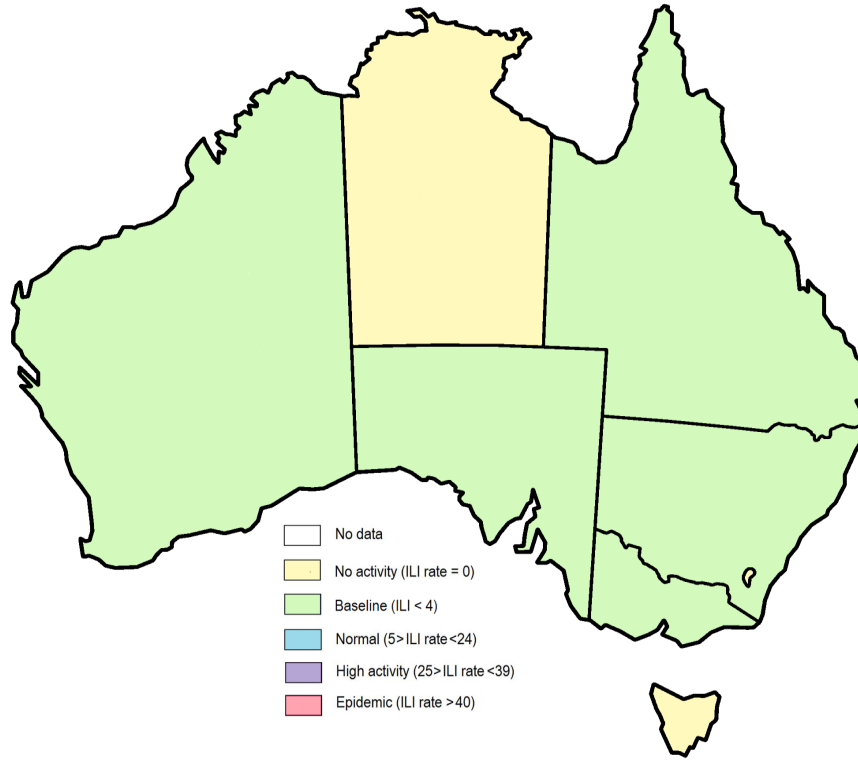 No data
No activity (ILI rate = 0)
Baseline (ILI < 4)
Normal (5> ILI rate <24)
High activity (25> ILI rate <39)
Epidemic (ILI rate >40)